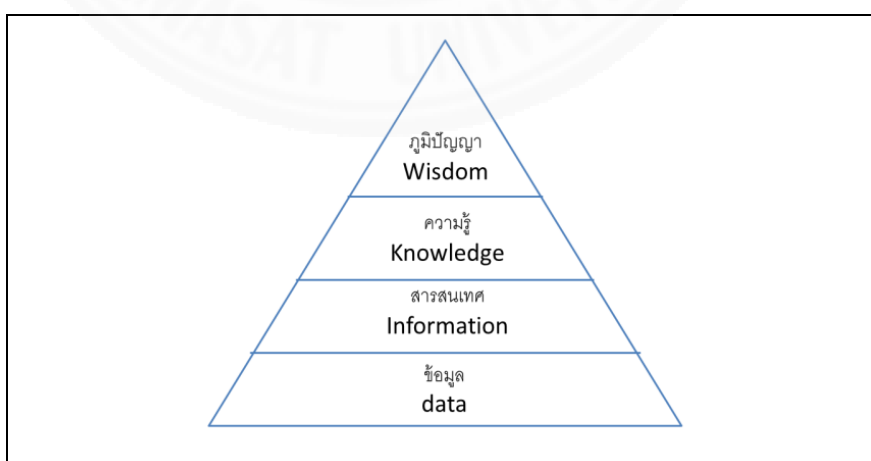 ภูมิปัญญา
Wisdom
ความรู้
Knowledge
สารสนเทศ
Information
ข้อมูล
data